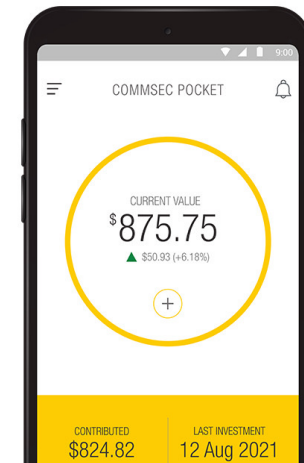 9:00
COMMSEC POCKET
CURRENT VALUE
$875.75
▲ $50.93 (+6.18%)
+
CONTRIBUTED
$824.82
LAST INVESTMENT
12 Aug 2021